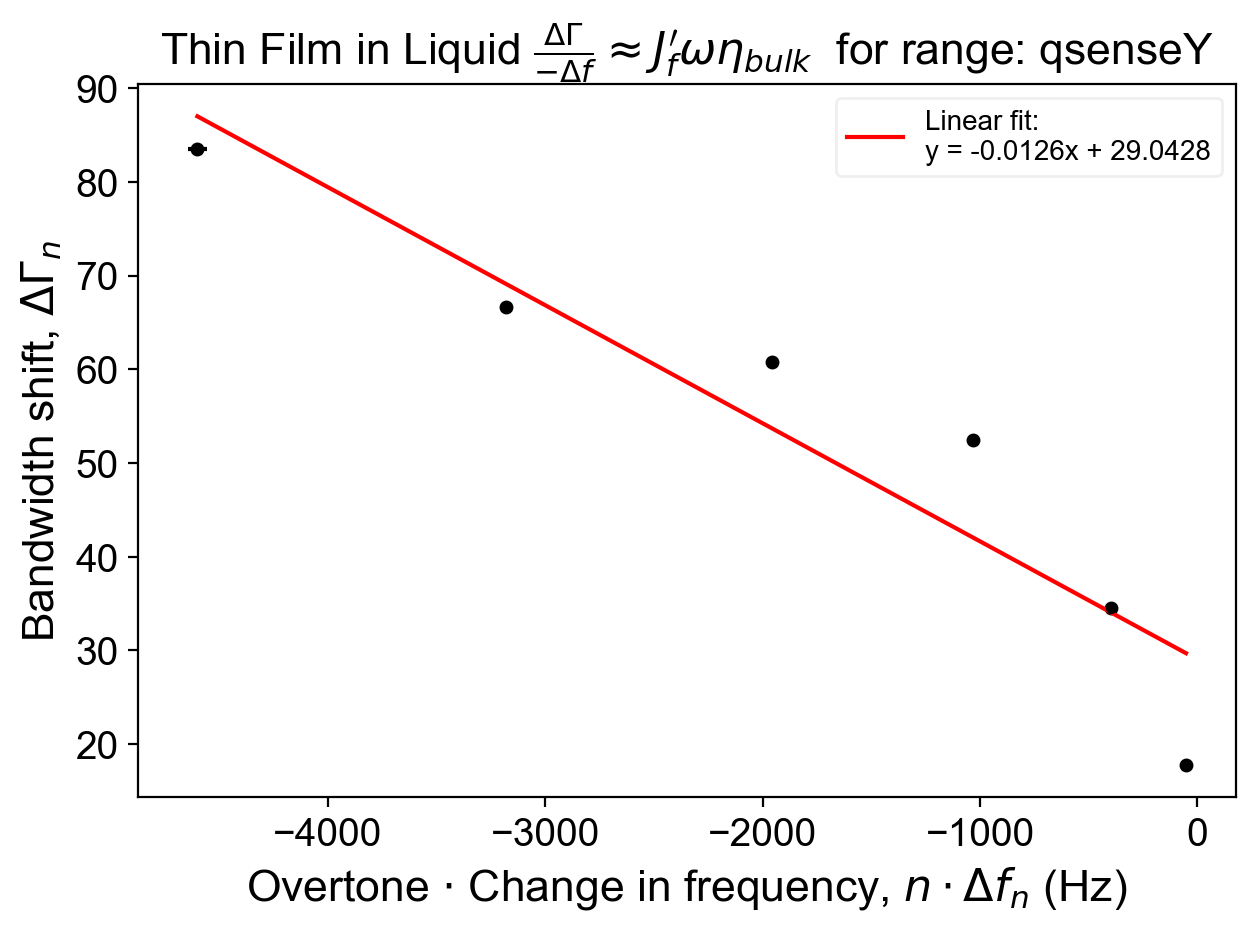 Thin Film in Liquid ΔΓ/−Δf ≈ J′fωηbulk for range: qsenseY
Linear fit:
y = -0.0126x + 29.0428
Bandwidth shift, ΔΓn
90
80
70
60
50
40
30
20
−4000 −3000 −2000 −1000 0
Overtone · Change in frequency, n · Δfn (Hz)